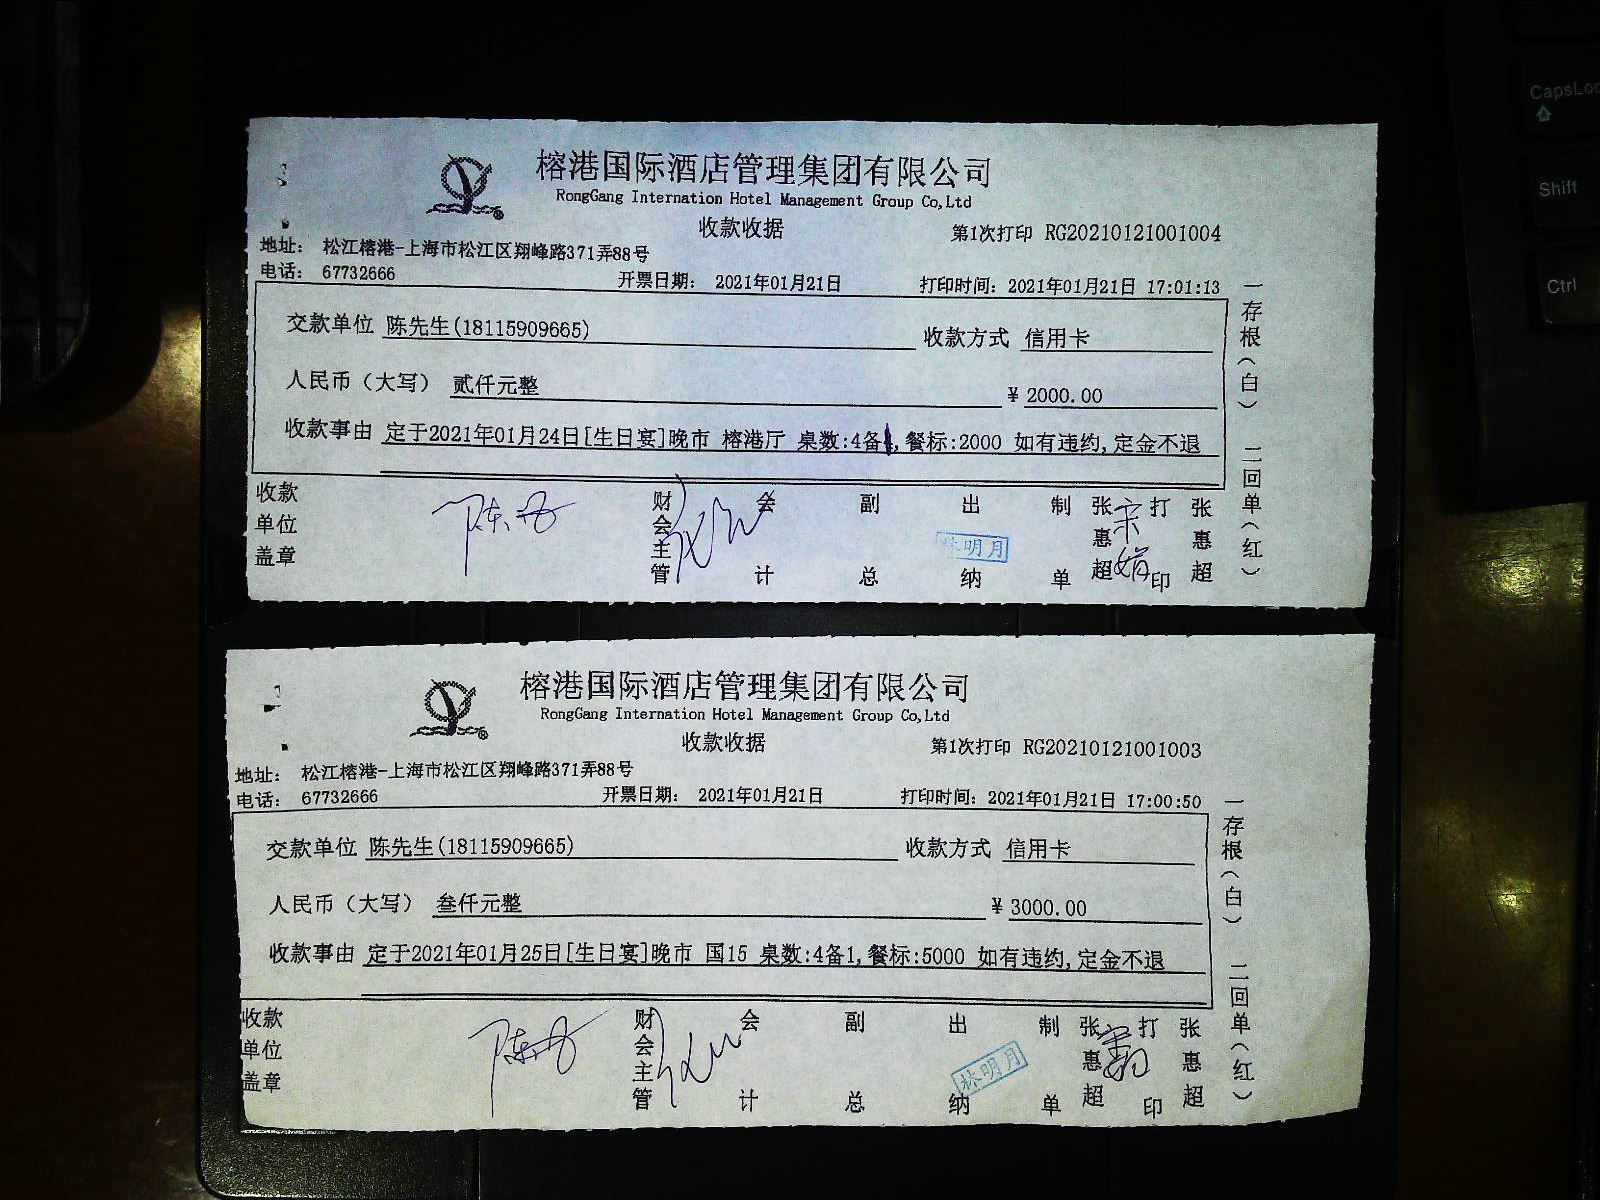 榕港国际酒店管理集团有限公司
RongGang Internation Hotel Management Group Co,Ltd
收款收据
第1次打印 RG20210121001004
地址： 松江榕港-上海市松江区翔峰路371弄88号
电话： 67732666 开票日期： 2021年01月21日 打印时间： 2021年01月21日 17:01:13
交款单位 陈先生(18115909665) 收款方式 信用卡
人民币（大写） 贰仟元整 ¥ 2000.00
收款事由 定于2021年01月24日[生日宴]晚市 榕港厅 桌数:4备,餐标:2000 如有违约,定金不退
收款单位盖章 陈丹 财会主管 会计 副总 出纳 林明月 制单 张惠超 宋娟 打印 张惠超
一存根（白） 二回单（红）
榕港国际酒店管理集团有限公司
RongGang Internation Hotel Management Group Co,Ltd
收款收据
第1次打印 RG20210121001003
地址： 松江榕港-上海市松江区翔峰路371弄88号
电话： 67732666 开票日期： 2021年01月21日 打印时间： 2021年01月21日 17:00:50
交款单位 陈先生(18115909665) 收款方式 信用卡
人民币（大写） 叁仟元整 ¥ 3000.00
收款事由 定于2021年01月25日[生日宴]晚市 国15 桌数:4备1,餐标:5000 如有违约,定金不退
收款单位盖章 陈丹 财会主管 会计 副总 出纳 林明月 制单 张惠超 打印 张惠超
一存根（白） 二回单（红）
CapsLoc
Shift
Ctrl